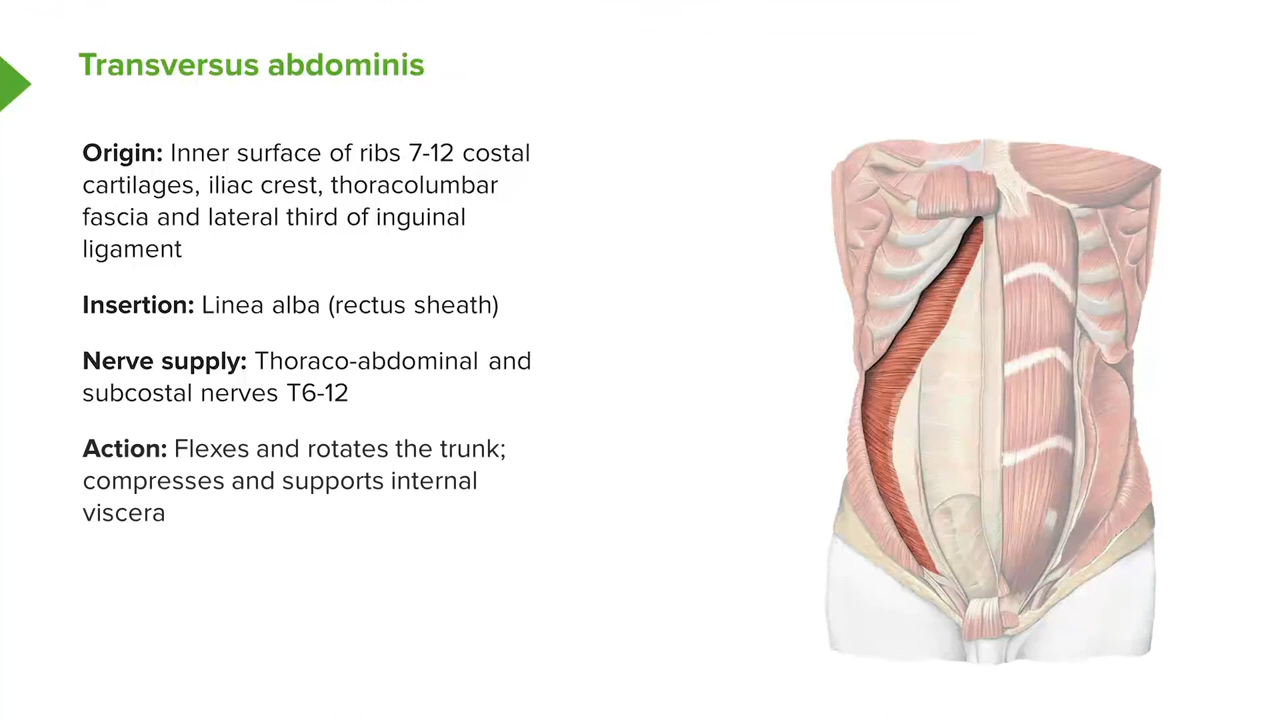 Transversus abdominis
Origin: Inner surface of ribs 7-12 costal
cartilages, iliac crest, thoracolumbar
fascia and lateral third of inguinal
ligament
Insertion: Linea alba (rectus sheath)
Nerve supply: Thoraco-abdominal and
subcostal nerves T6-12
Action: Flexes and rotates the trunk;
compresses and supports internal
viscera